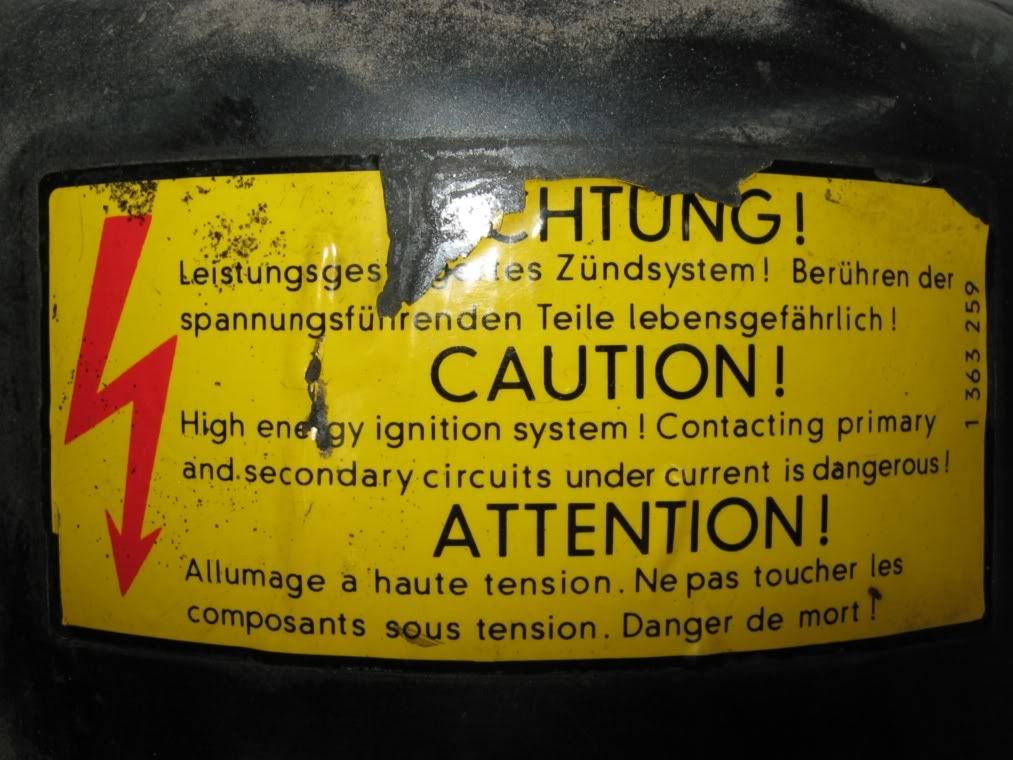 CHTUNG!
Zündsystem! Berühren der
spannungsführenden Teile lebensgefährlich!
CAUTION!
High energy ignition system! Contacting primary
and secondary circuits under current is dangerous!
ATTENTION!
Allumage a haute tension. Ne pas toucher les
composants sous tension. Danger de mort!
1 363 259